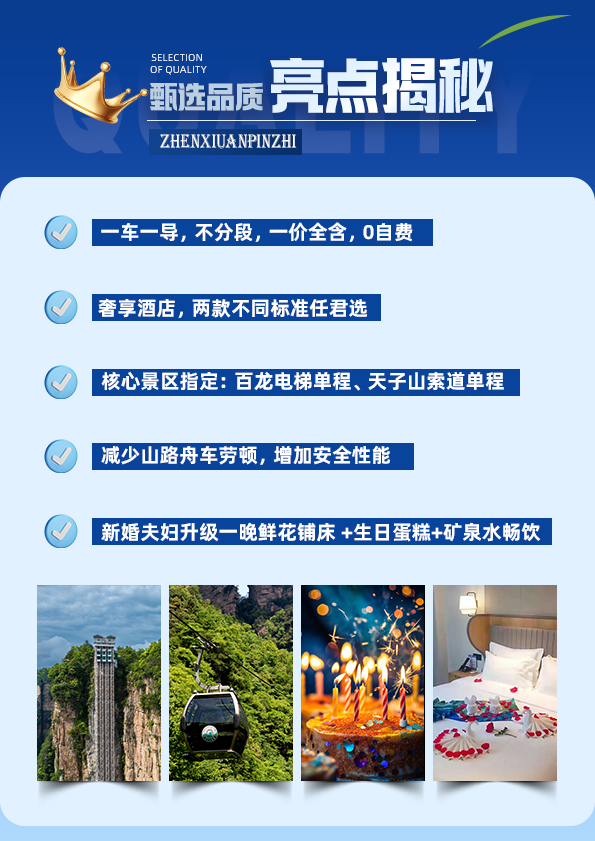 SELECTION
OF QUALITY
甄选品质 亮点揭秘
QUALITY
ZHENXIUANPINZHI
一车一导, 不分段, 一价全含, 0自费
奢享酒店, 两款不同标准任君选
核心景区指定: 百龙电梯单程、天子山索道单程
减少山路舟车劳顿, 增加安全性能
新婚夫妇升级一晚鲜花铺床 +生日蛋糕+矿泉水畅饮